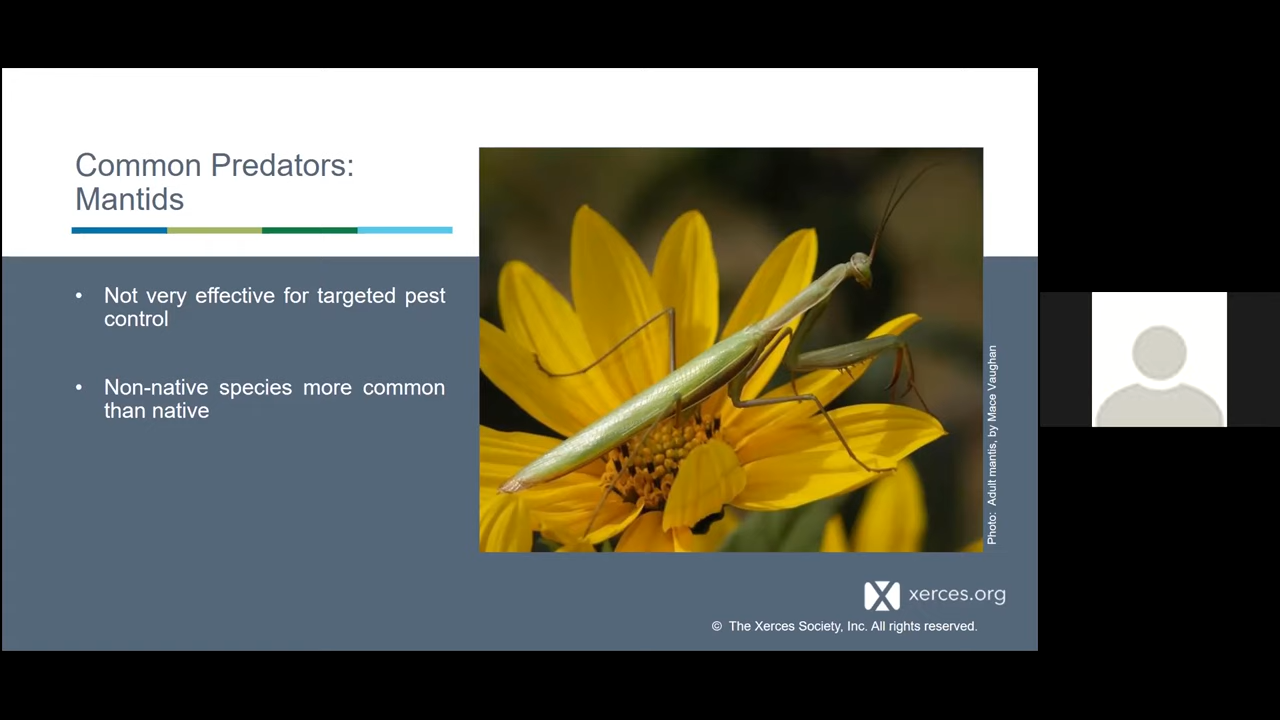 Common Predators:
Mantids
• Not very effective for targeted pest
control
• Non-native species more common
than native
Photo: Adult mantis, by Mace Vaughan
xerces.org
© The Xerces Society, Inc. All rights reserved.